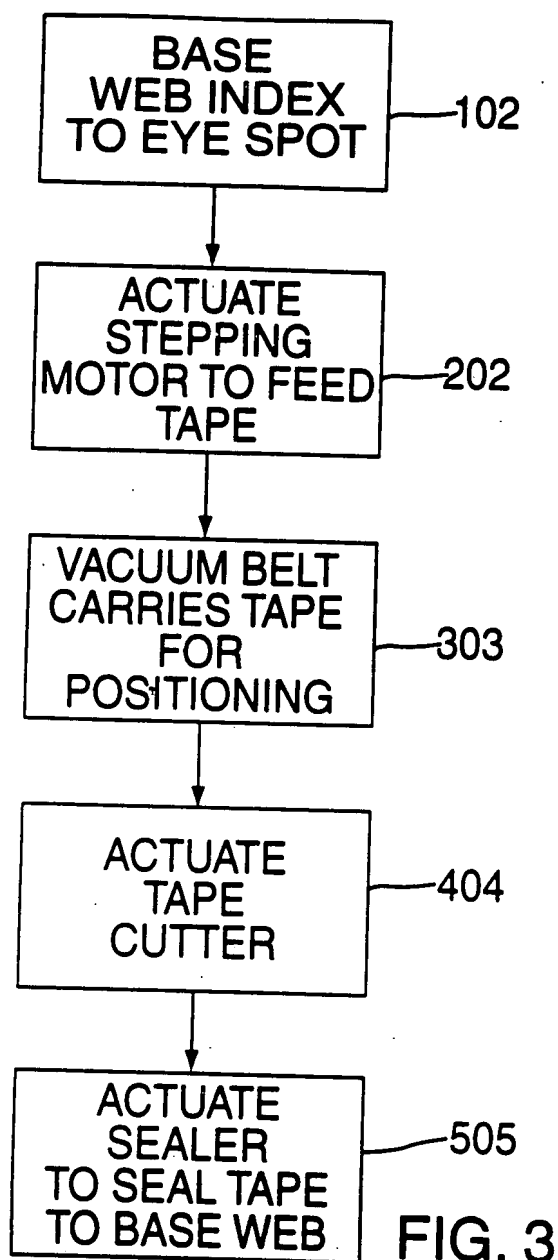 BASE
WEB INDEX
TO EYE SPOT
102
ACTUATE
STEPPING
MOTOR TO FEED
TAPE
202
VACUUM BELT
CARRIES TAPE
FOR
POSITIONING
303
ACTUATE
TAPE
CUTTER
404
ACTUATE
SEALER
TO SEAL TAPE
TO BASE WEB
505
FIG. 3